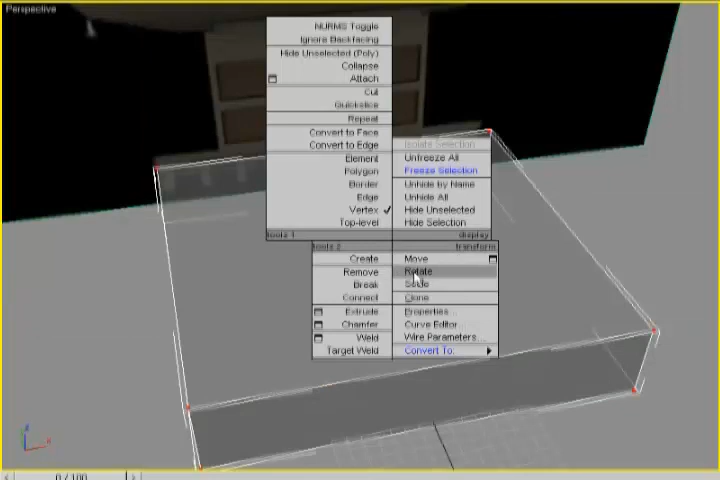 Perspective
NURMS Toggle
Ignore Backfacing
Hide Unselected (Poly)
Collapse
Attach
Cut
Quickslice
Repeat
Convert to Face
Convert to Edge
Element
Polygon
Border
Edge
Vertex
Top-level
tools 1
Isolate Selection
Unfreeze All
Freeze Selection
Unhide by Name
Unhide All
Hide Unselected
Hide Selection
display
tools 2
Create
Remove
Break
Connect
Extrude
Chamfer
Weld
Target Weld
transform
Move
Rotate
Scale
Clone
Properties...
Curve Editor...
Wire Parameters...
Convert To:
0 / 100